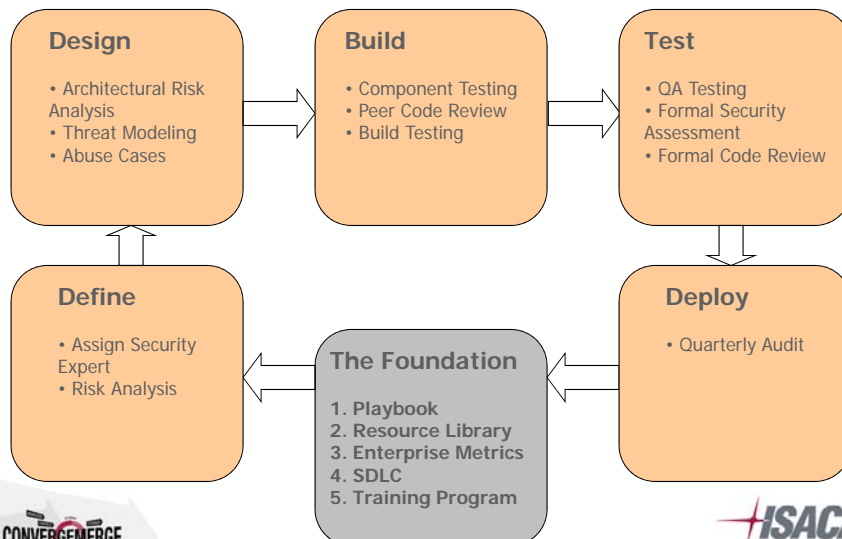 Design
• Architectural Risk
Analysis
• Threat Modeling
• Abuse Cases
Build
• Component Testing
• Peer Code Review
• Build Testing
Test
• QA Testing
• Formal Security
Assessment
• Formal Code Review
Define
• Assign Security
Expert
• Risk Analysis
The Foundation
1. Playbook
2. Resource Library
3. Enterprise Metrics
4. SDLC
5. Training Program
Deploy
• Quarterly Audit
CONVERGEMERGE
ISACA